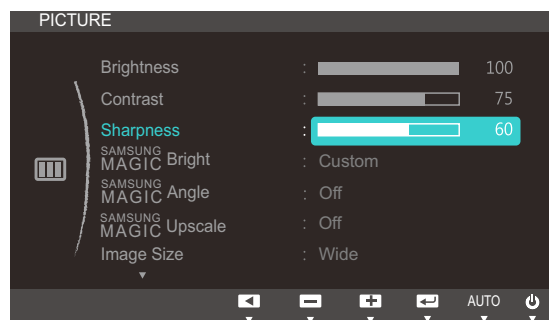 PICTURE
Brightness : 100
Contrast : 75
Sharpness : 60
SAMSUNG MAGIC Bright : Custom
SAMSUNG MAGIC Angle : Off
SAMSUNG MAGIC Upscale : Off
Image Size : Wide
AUTO